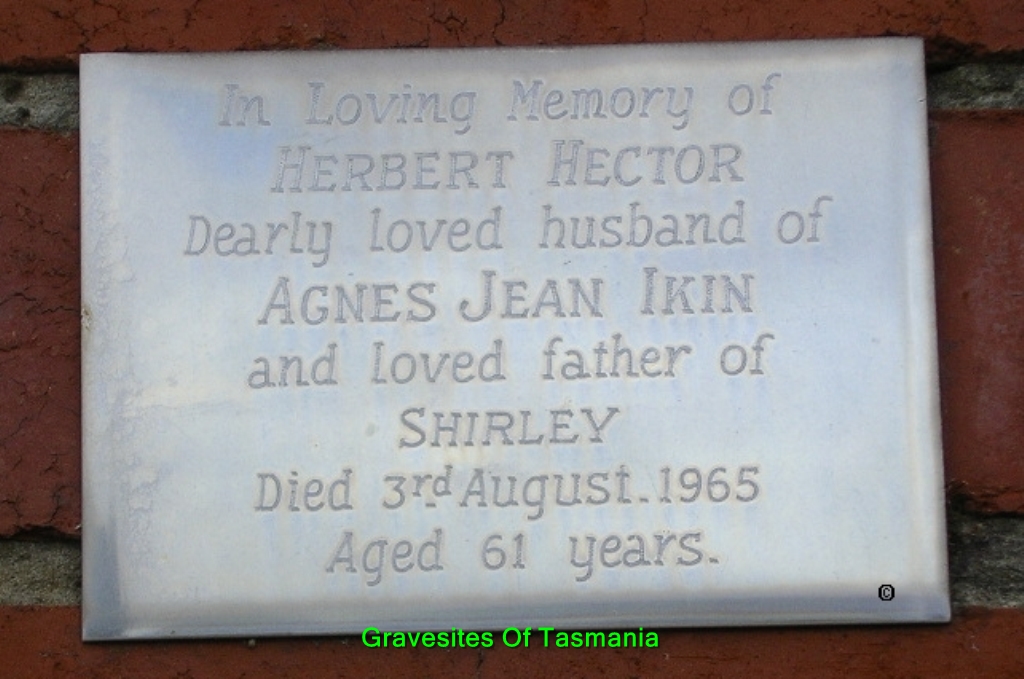 In Loving Memory of
HERBERT HECTOR
Dearly loved husband of
AGNES JEAN IKIN
and loved father of
SHIRLEY
Died 3rd August.1965
Aged 61 years.
©
Gravesites Of Tasmania